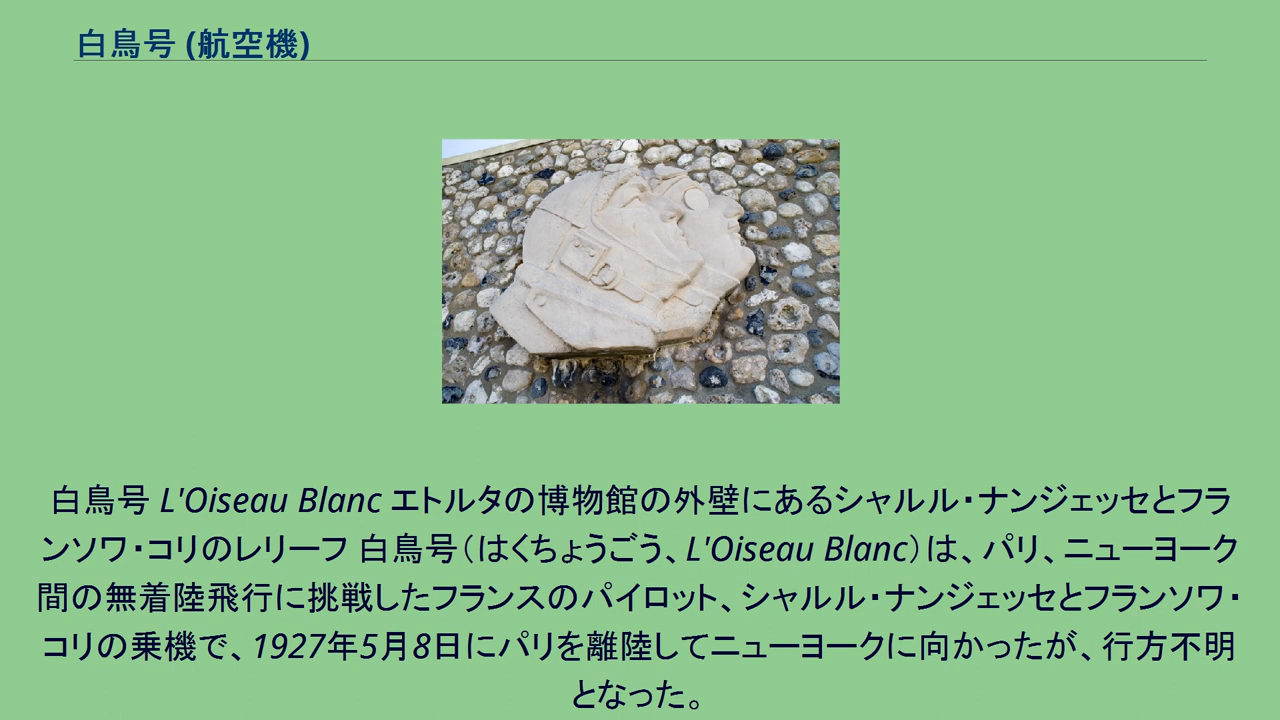 白鳥号 (航空機)
白鳥号 L'Oiseau Blanc エトルタの博物館の外壁にあるシャルル・ナンジェッセとフラ
ンソワ・コリのレリーフ 白鳥号（はくちょうごう、L'Oiseau Blanc）は、パリ、ニューヨーク
間の無着陸飛行に挑戦したフランスのパイロット、シャルル・ナンジェッセとフランソワ・
コリの乗機で、1927年5月8日にパリを離陸してニューヨークに向かったが、行方不明
となった。